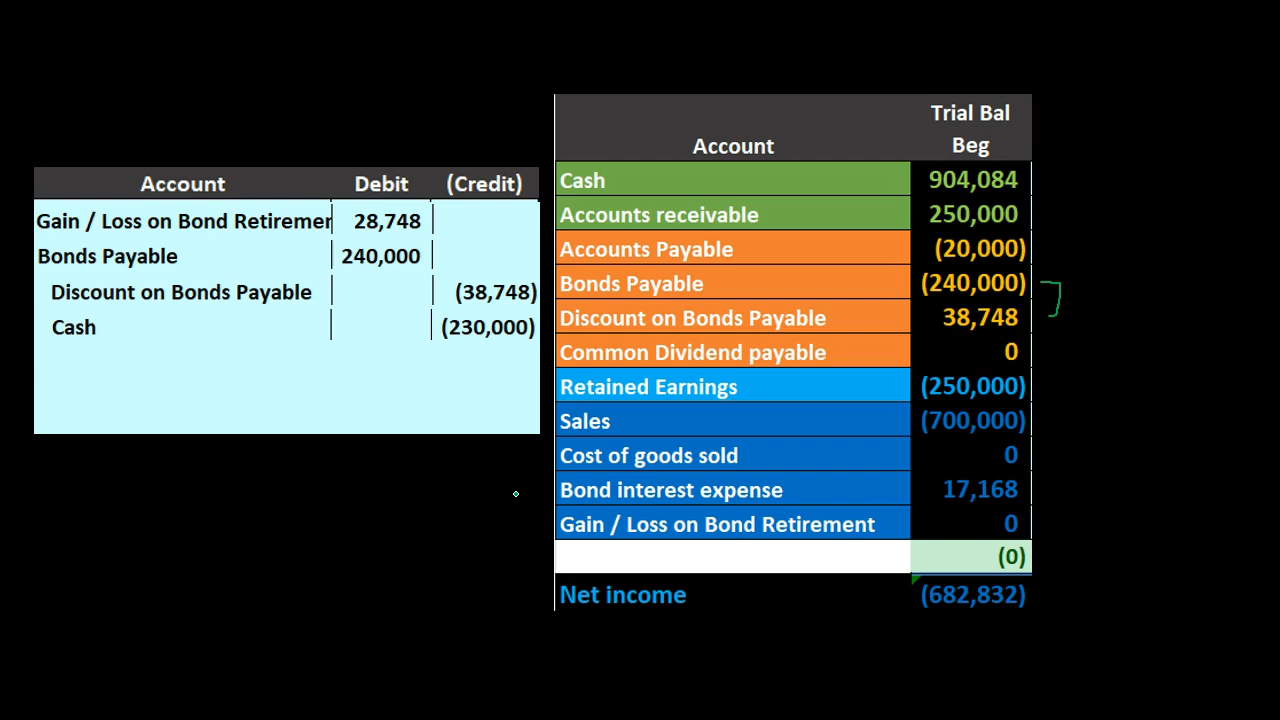 Account Debit (Credit)
Gain / Loss on Bond Retiremer 28,748
Bonds Payable 240,000
Discount on Bonds Payable (38,748)
Cash (230,000)
Trial Bal
Account Beg
Cash 904,084
Accounts receivable 250,000
Accounts Payable (20,000)
Bonds Payable (240,000)
Discount on Bonds Payable 38,748
Common Dividend payable 0
Retained Earnings (250,000)
Sales (700,000)
Cost of goods sold 0
Bond interest expense 17,168
Gain / Loss on Bond Retirement 0
(0)
Net income (682,832)